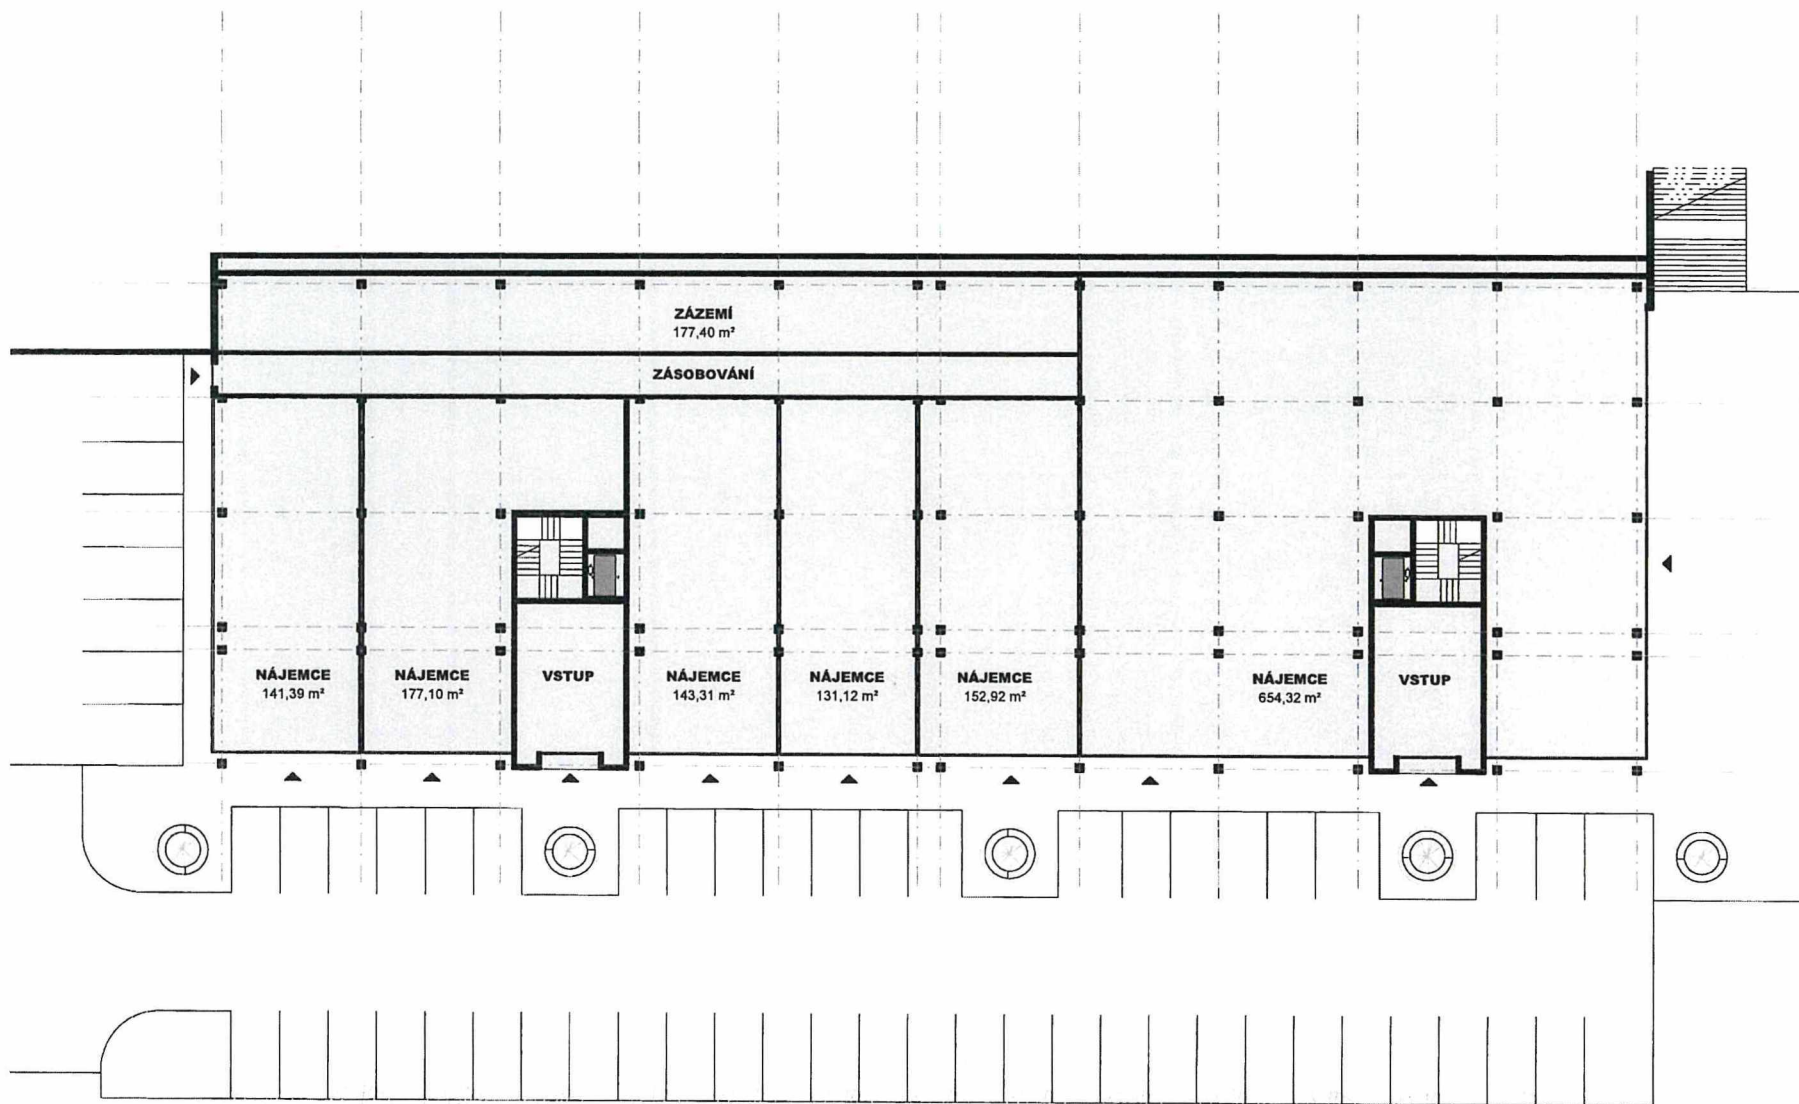 ZÁZEMÍ
177,40 m²
ZÁSOBOVÁNÍ
NÁJEMCE
141,39 m²
NÁJEMCE
177,10 m²
VSTUP
NÁJEMCE
143,31 m²
NÁJEMCE
131,12 m²
NÁJEMCE
152,92 m²
NÁJEMCE
654,32 m²
VSTUP